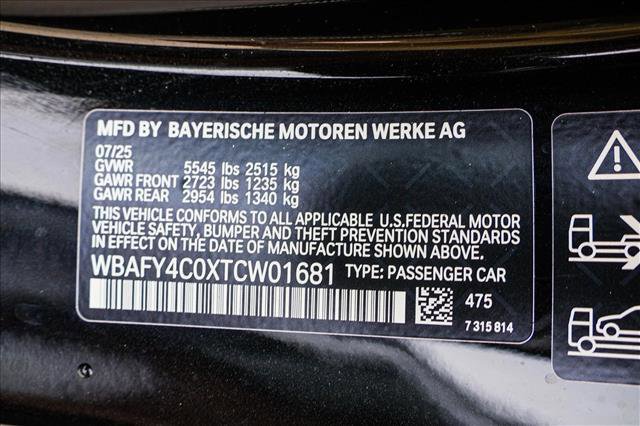 MFD BY BAYERISCHE MOTOREN WERKE AG
07/25
GVWR 5545 lbs 2515 kg
GAWR FRONT 2723 lbs 1235 kg
GAWR REAR 2954 lbs 1340 kg
THIS VEHICLE CONFORMS TO ALL APPLICABLE U.S.FEDERAL MOTOR
VEHICLE SAFETY, BUMPER AND THEFT PREVENTION STANDARDS
IN EFFECT ON THE DATE OF MANUFACTURE SHOWN ABOVE.
WBAFY4C0XTCW01681 TYPE: PASSENGER CAR
475
7 315 814